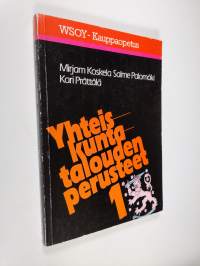 WSOY - Kauppaopetus
Mirjam Koskela Salme Palomäki
Kari Prättälä
Yhteis
kunta
talouden
perusteet
1